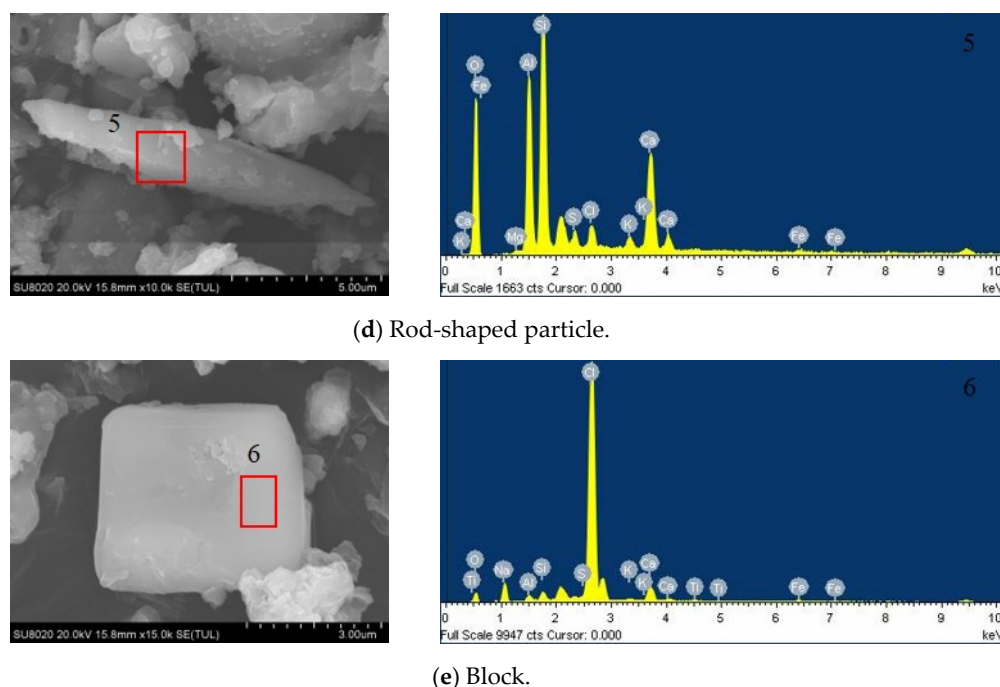 5
SU8020 20.0kV 15.8mm x10.0k SE(TUL) 5.00um
5
Si
O
Fe
Al
Ca
Ca
K
Mg
S
Cl
K
K
Ca
Fe
Fe
0 1 2 3 4 5 6 7 8 9 10
Full Scale 1663 cts Cursor: 0.000 keV
(d) Rod-shaped particle.
6
SU8020 20.0kV 15.8mm x15.0k SE(TUL) 3.00um
6
Cl
O
Ti
Na
Al
Si
S
K
K
Ca
Ca
Ti
Ti
Fe
Fe
0 1 2 3 4 5 6 7 8 9 10
Full Scale 9947 cts Cursor: 0.000 keV
(e) Block.